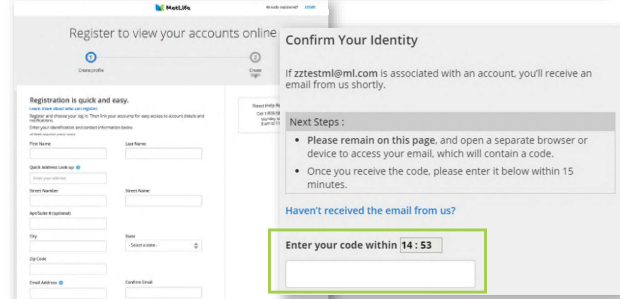 MetLife
Already registered? LOGIN
Register to view your accounts online
1
2
Create profile
Create login
Registration is quick and easy.
Learn more about who can register.
Register and choose your log in. Then link your accounts for easy access to account details and notifications.
Enter your identification and contact information below.
First Name
Last Name
Quick Address Look up
Enter your address
Street Number
Street Name
Apt/Suite # (optional)
City
State
- Select a state -
Zip Code
Email Address
Confirm Email
Need Help Re
Confirm Your Identity
If zztestml@ml.com is associated with an account, you'll receive an
email from us shortly.
Next Steps :
• Please remain on this page, and open a separate browser or
device to access your email, which will contain a code.
• Once you receive the code, please enter it below within 15
minutes.
Haven't received the email from us?
Enter your code within 14 : 53